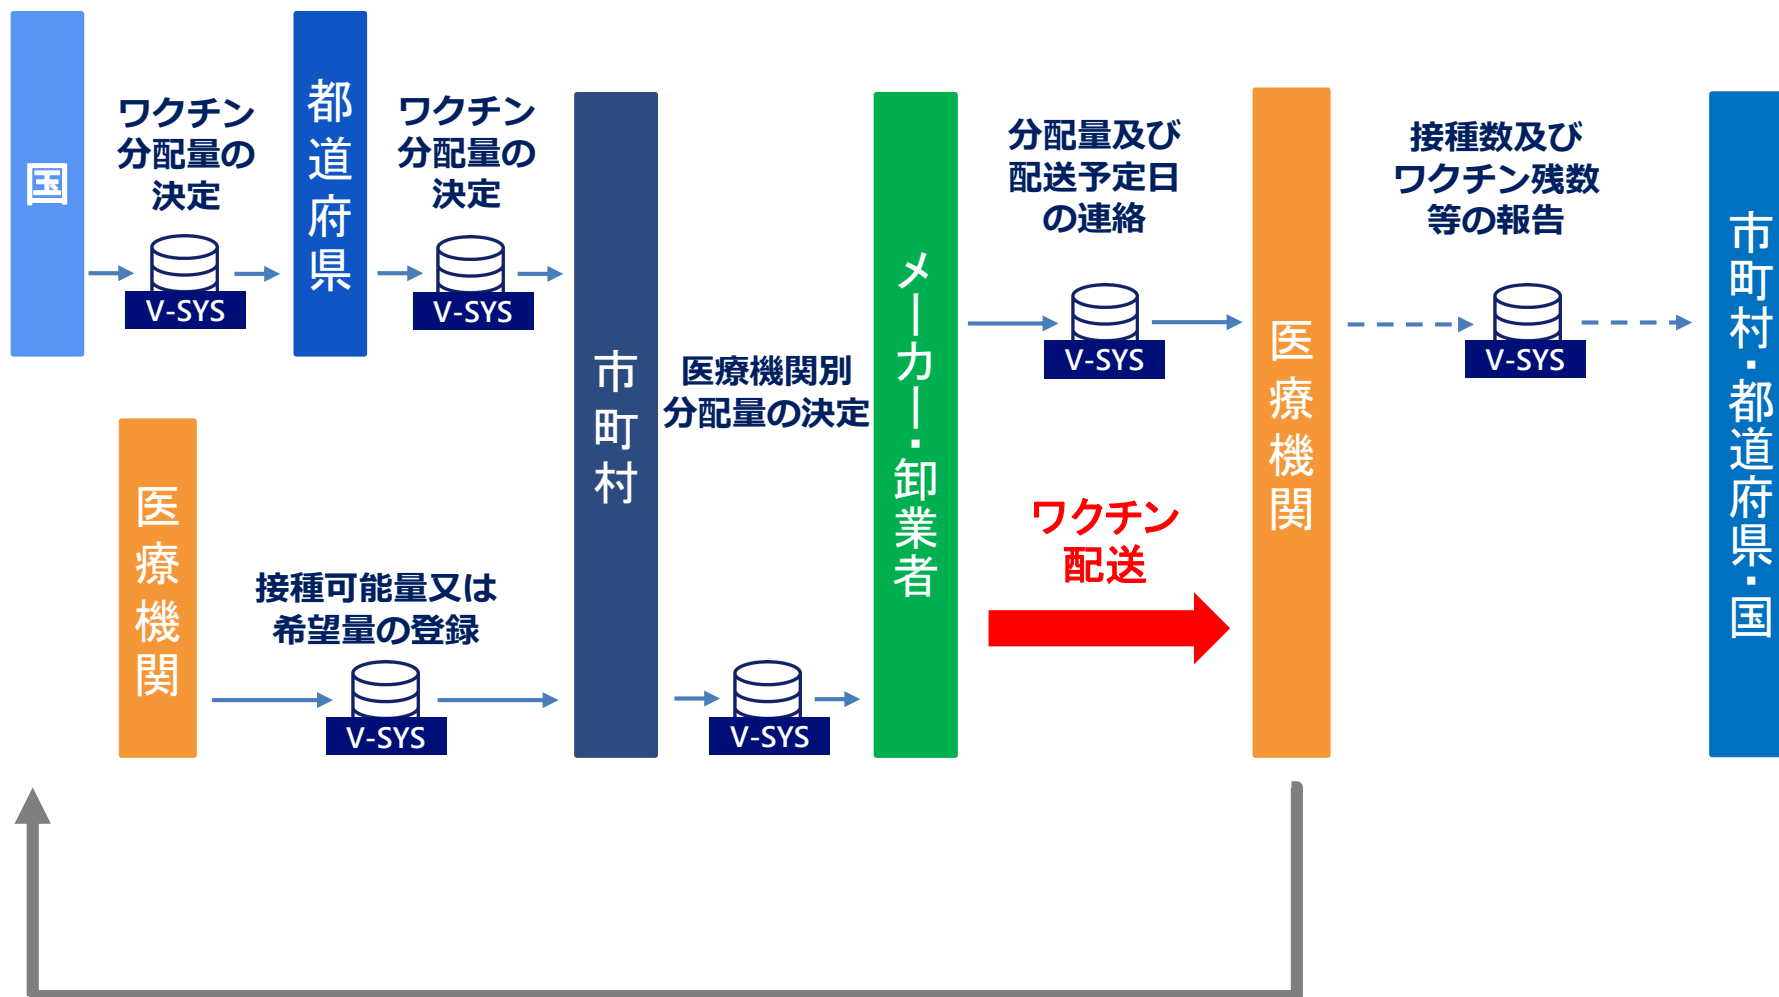 国
ワクチン
分配量の
決定
V-SYS
都道府県
ワクチン
分配量の
決定
V-SYS
医療機関
接種可能量又は
希望量の登録
V-SYS
市町村
医療機関別
分配量の決定
V-SYS
メーカー・卸業者
分配量及び
配送予定日
の連絡
V-SYS
ワクチン
配送
医療機関
接種数及び
ワクチン残数
等の報告
V-SYS
市町村・都道府県・国